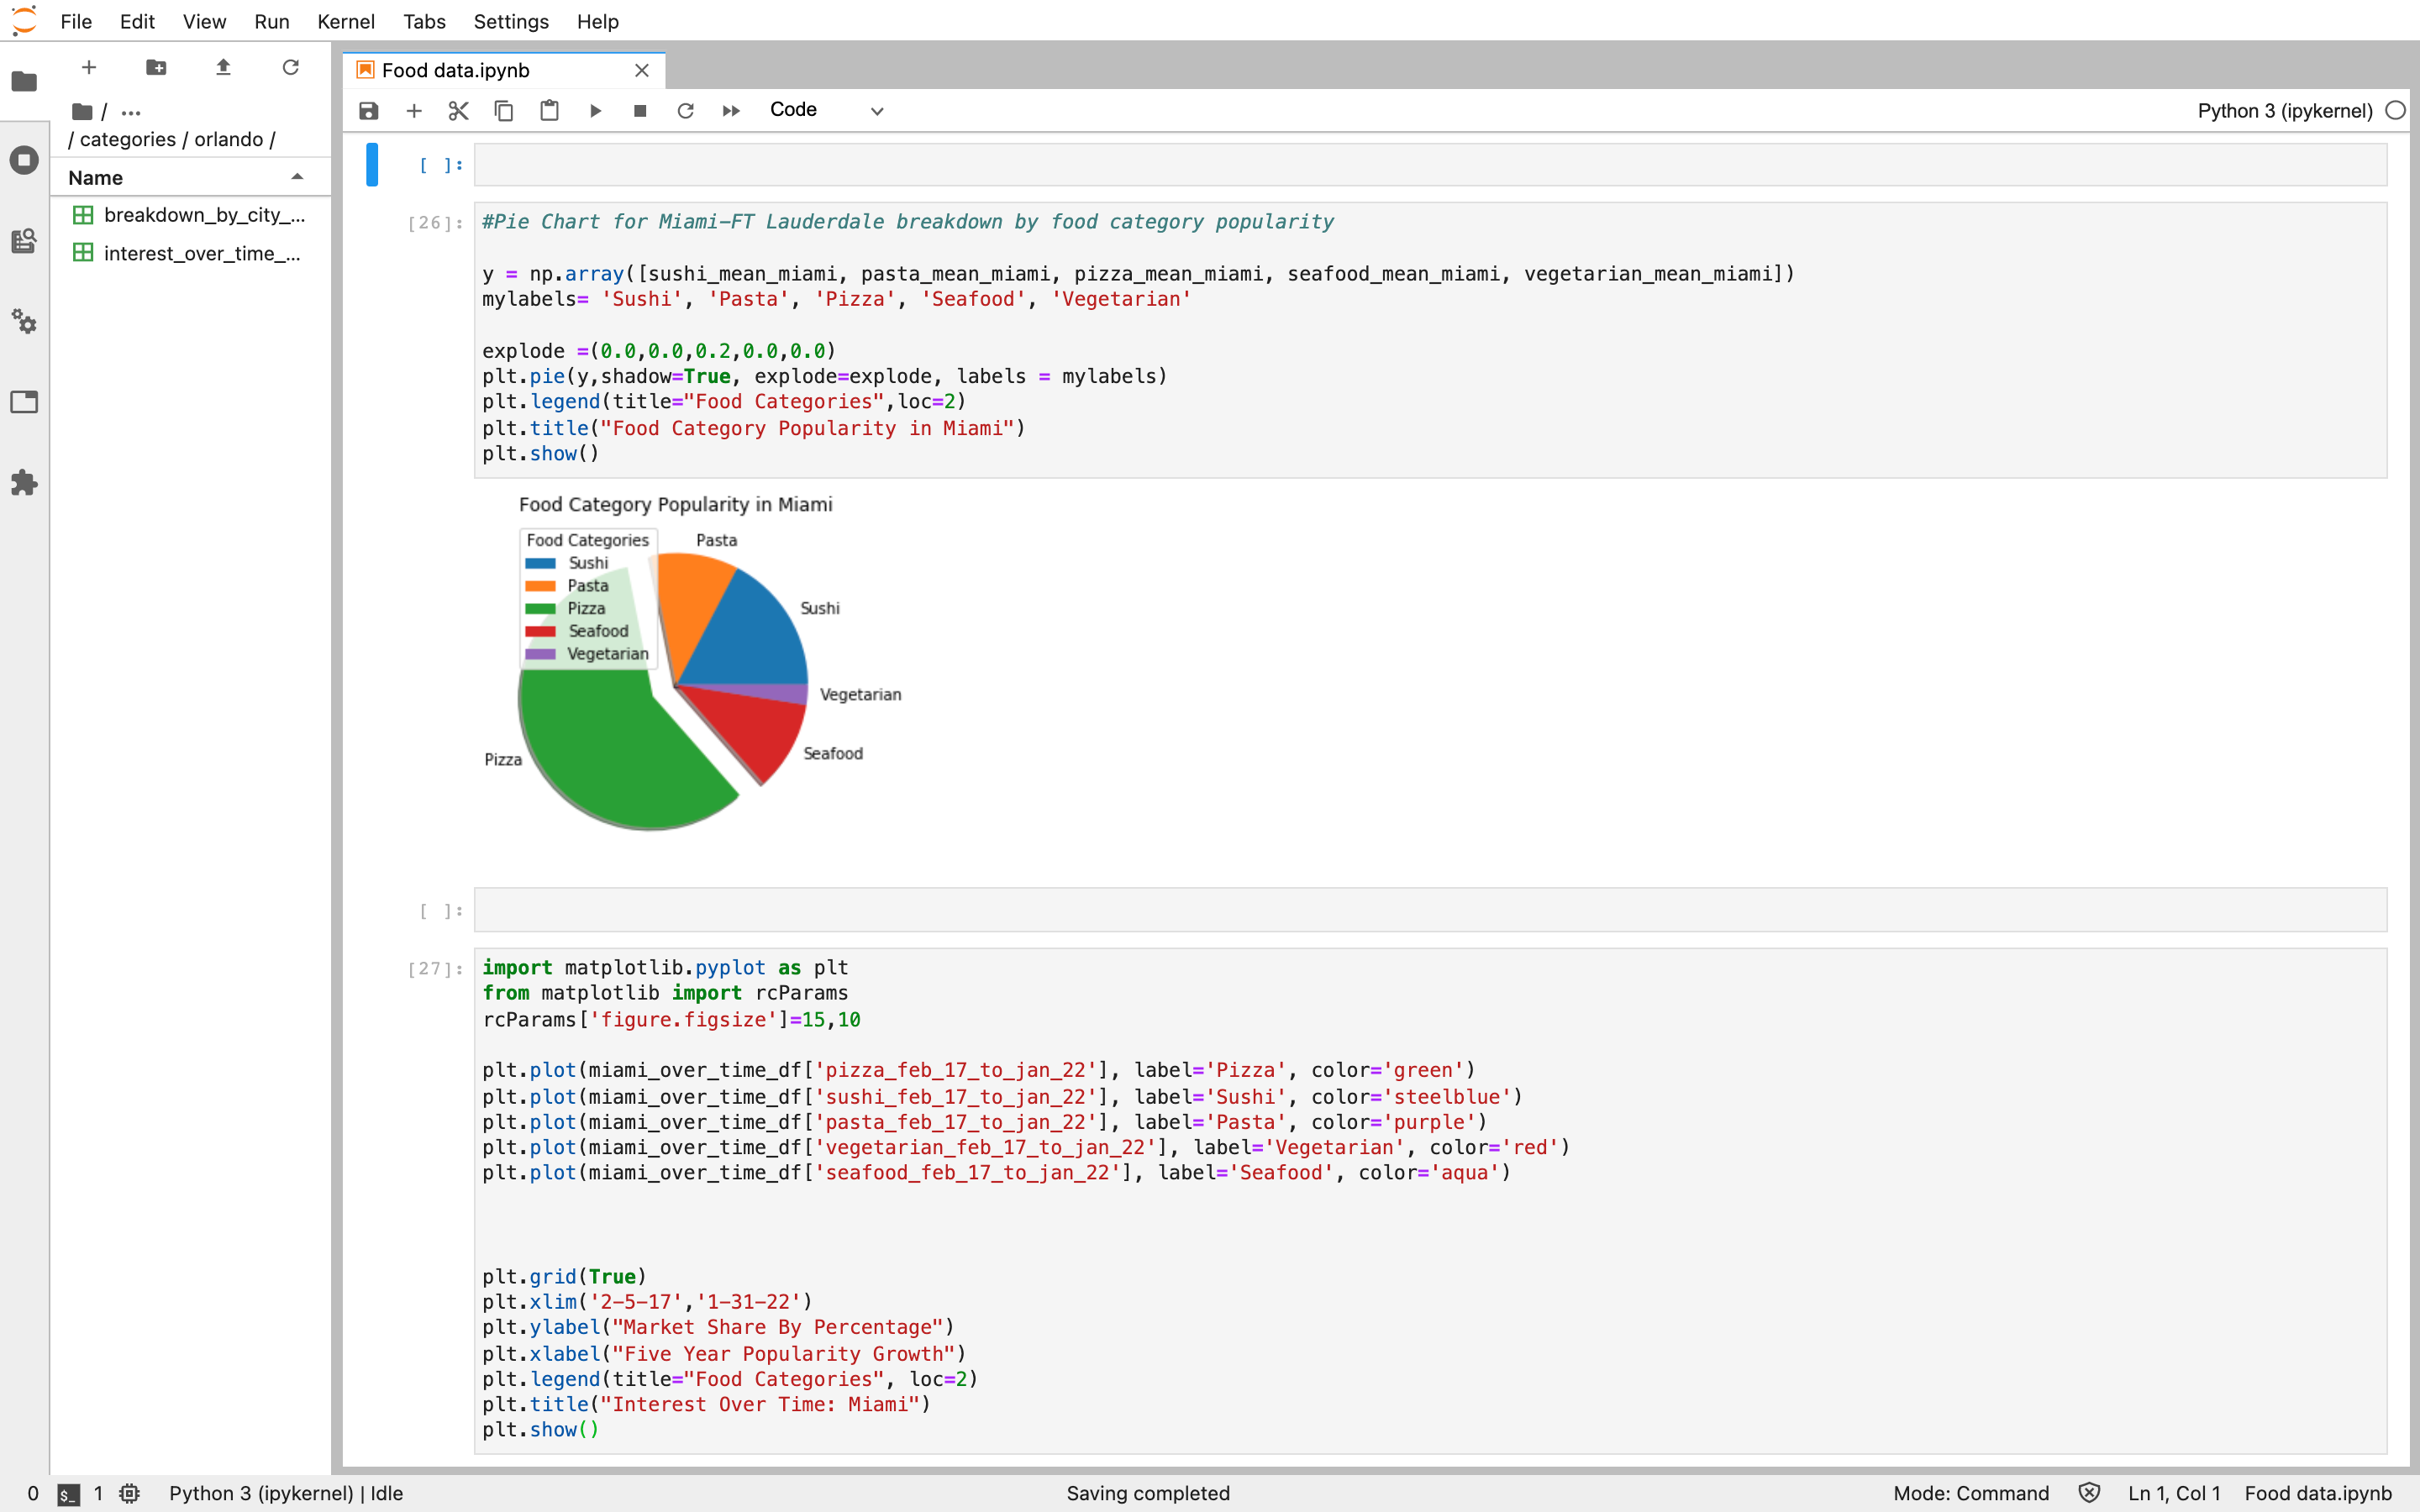 File Edit View Run Kernel Tabs Settings Help
/ ...
/ categories / orlando /
Name
breakdown_by_city_...
interest_over_time_...
Food data.ipynb
Code
Python 3 (ipykernel)
[ ]:
[26]:
#Pie Chart for Miami-FT Lauderdale breakdown by food category popularity
y = np.array([sushi_mean_miami, pasta_mean_miami, pizza_mean_miami, seafood_mean_miami, vegetarian_mean_miami])
mylabels= 'Sushi', 'Pasta', 'Pizza', 'Seafood', 'Vegetarian'
explode =(0.0,0.0,0.2,0.0,0.0)
plt.pie(y,shadow=True, explode=explode, labels = mylabels)
plt.legend(title="Food Categories",loc=2)
plt.title("Food Category Popularity in Miami")
plt.show()
Food Category Popularity in Miami
Food Categories
Sushi
Pasta
Pizza
Seafood
Vegetarian
Pasta
Sushi
Vegetarian
Seafood
Pizza
[ ]:
[27]:
import matplotlib.pyplot as plt
from matplotlib import rcParams
rcParams['figure.figsize']=15,10
plt.plot(miami_over_time_df['pizza_feb_17_to_jan_22'], label='Pizza', color='green')
plt.plot(miami_over_time_df['sushi_feb_17_to_jan_22'], label='Sushi', color='steelblue')
plt.plot(miami_over_time_df['pasta_feb_17_to_jan_22'], label='Pasta', color='purple')
plt.plot(miami_over_time_df['vegetarian_feb_17_to_jan_22'], label='Vegetarian', color='red')
plt.plot(miami_over_time_df['seafood_feb_17_to_jan_22'], label='Seafood', color='aqua')
plt.grid(True)
plt.xlim('2-5-17','1-31-22')
plt.ylabel("Market Share By Percentage")
plt.xlabel("Five Year Popularity Growth")
plt.legend(title="Food Categories", loc=2)
plt.title("Interest Over Time: Miami")
plt.show()
0 $_ 1 Python 3 (ipykernel) | Idle Saving completed Mode: Command Ln 1, Col 1 Food data.ipynb